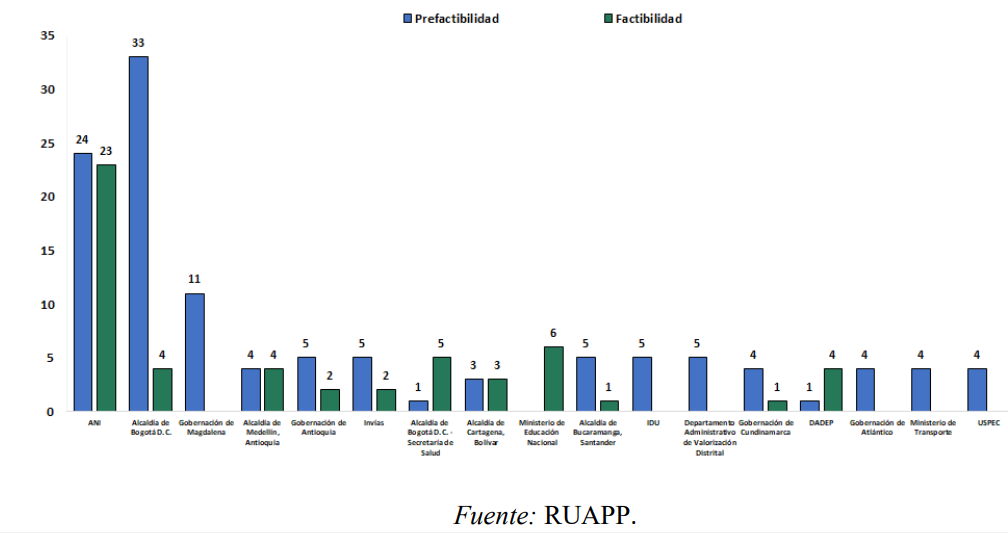 Prefactibilidad Factibilidad
35
30
25
20
15
10
5
0
24 23
33 4
11
4 4
5 2
5 2
1 5
3 3
6
5 1
5
5
4 1
1 4
4
4
4
ANI
Alcaldía de
Bogotá D. C.
Gobernación de
Magdalena
Alcaldía de
Medellín,
Antioquia
Gobernación de
Antioquia
Invías
Alcaldía de
Bogotá D. C. -
Secretaría de
Salud
Alcaldía de
Cartagena,
Bolívar
Ministerio de
Educación
Nacional
Alcaldía de
Bucaramanga,
Santander
IDU
Departamento
Administrativo
de Valorización
Distrital
Gobernación de
Cundinamarca
DADEP
Gobernación de
Atlántico
Ministerio de
Transporte
USPEC
Fuente: RUAPP.